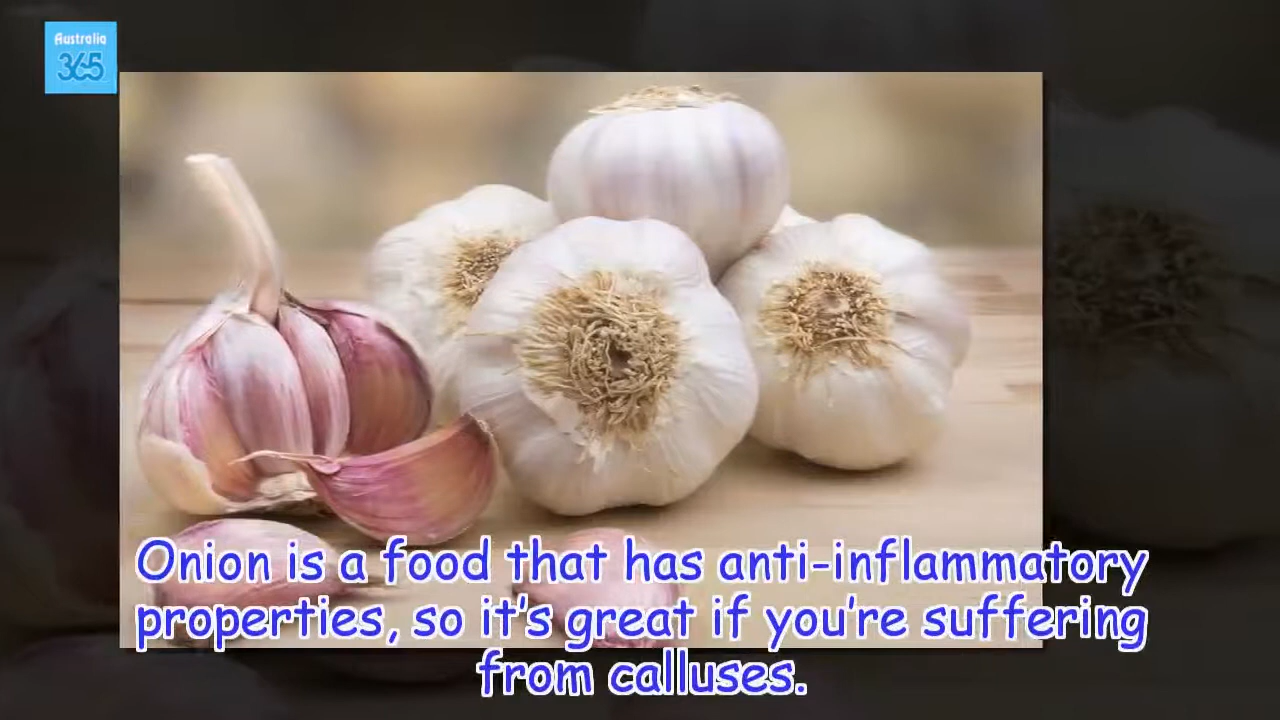 Australia
365
Onion is a food that has anti-inflammatory
properties, so it's great if you're suffering
from calluses.